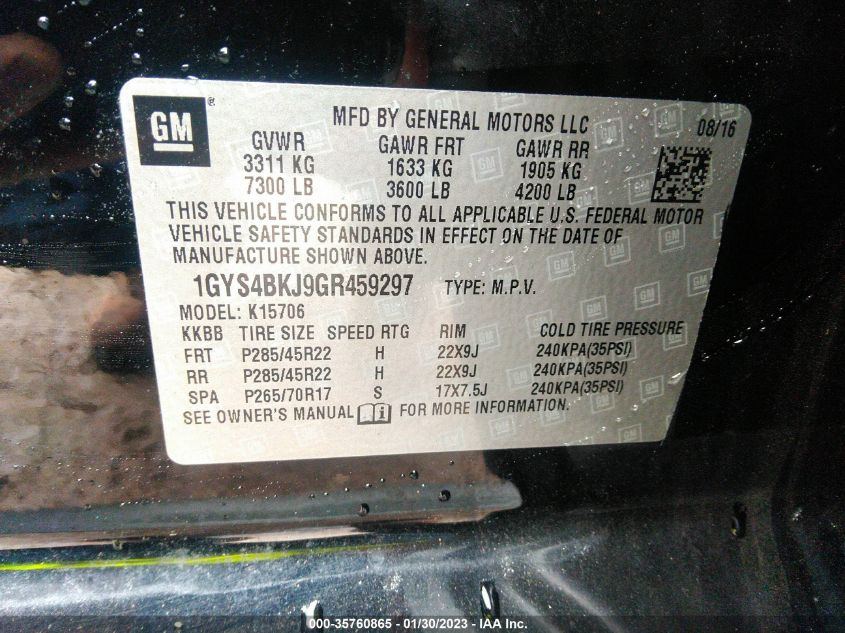 GM ®
MFD BY GENERAL MOTORS LLC 08/16
GVWR GAWR FRT GAWR RR
3311 KG 1633 KG 1905 KG
7300 LB 3600 LB 4200 LB
THIS VEHICLE CONFORMS TO ALL APPLICABLE U.S. FEDERAL MOTOR
VEHICLE SAFETY STANDARDS IN EFFECT ON THE DATE OF
MANUFACTURE SHOWN ABOVE.
1GYS4BKJ9GR459297 TYPE: M.P.V.
MODEL: K15706
KKBB TIRE SIZE SPEED RTG RIM COLD TIRE PRESSURE
FRT P285/45R22 H 22X9J 240KPA(35PSI)
RR P285/45R22 H 22X9J 240KPA(35PSI)
SPA P265/70R17 S 17X7.5J 240KPA(35PSI)
SEE OWNER'S MANUAL FOR MORE INFORMATION.
000-35760865 - 01/30/2023 - IAA Inc.